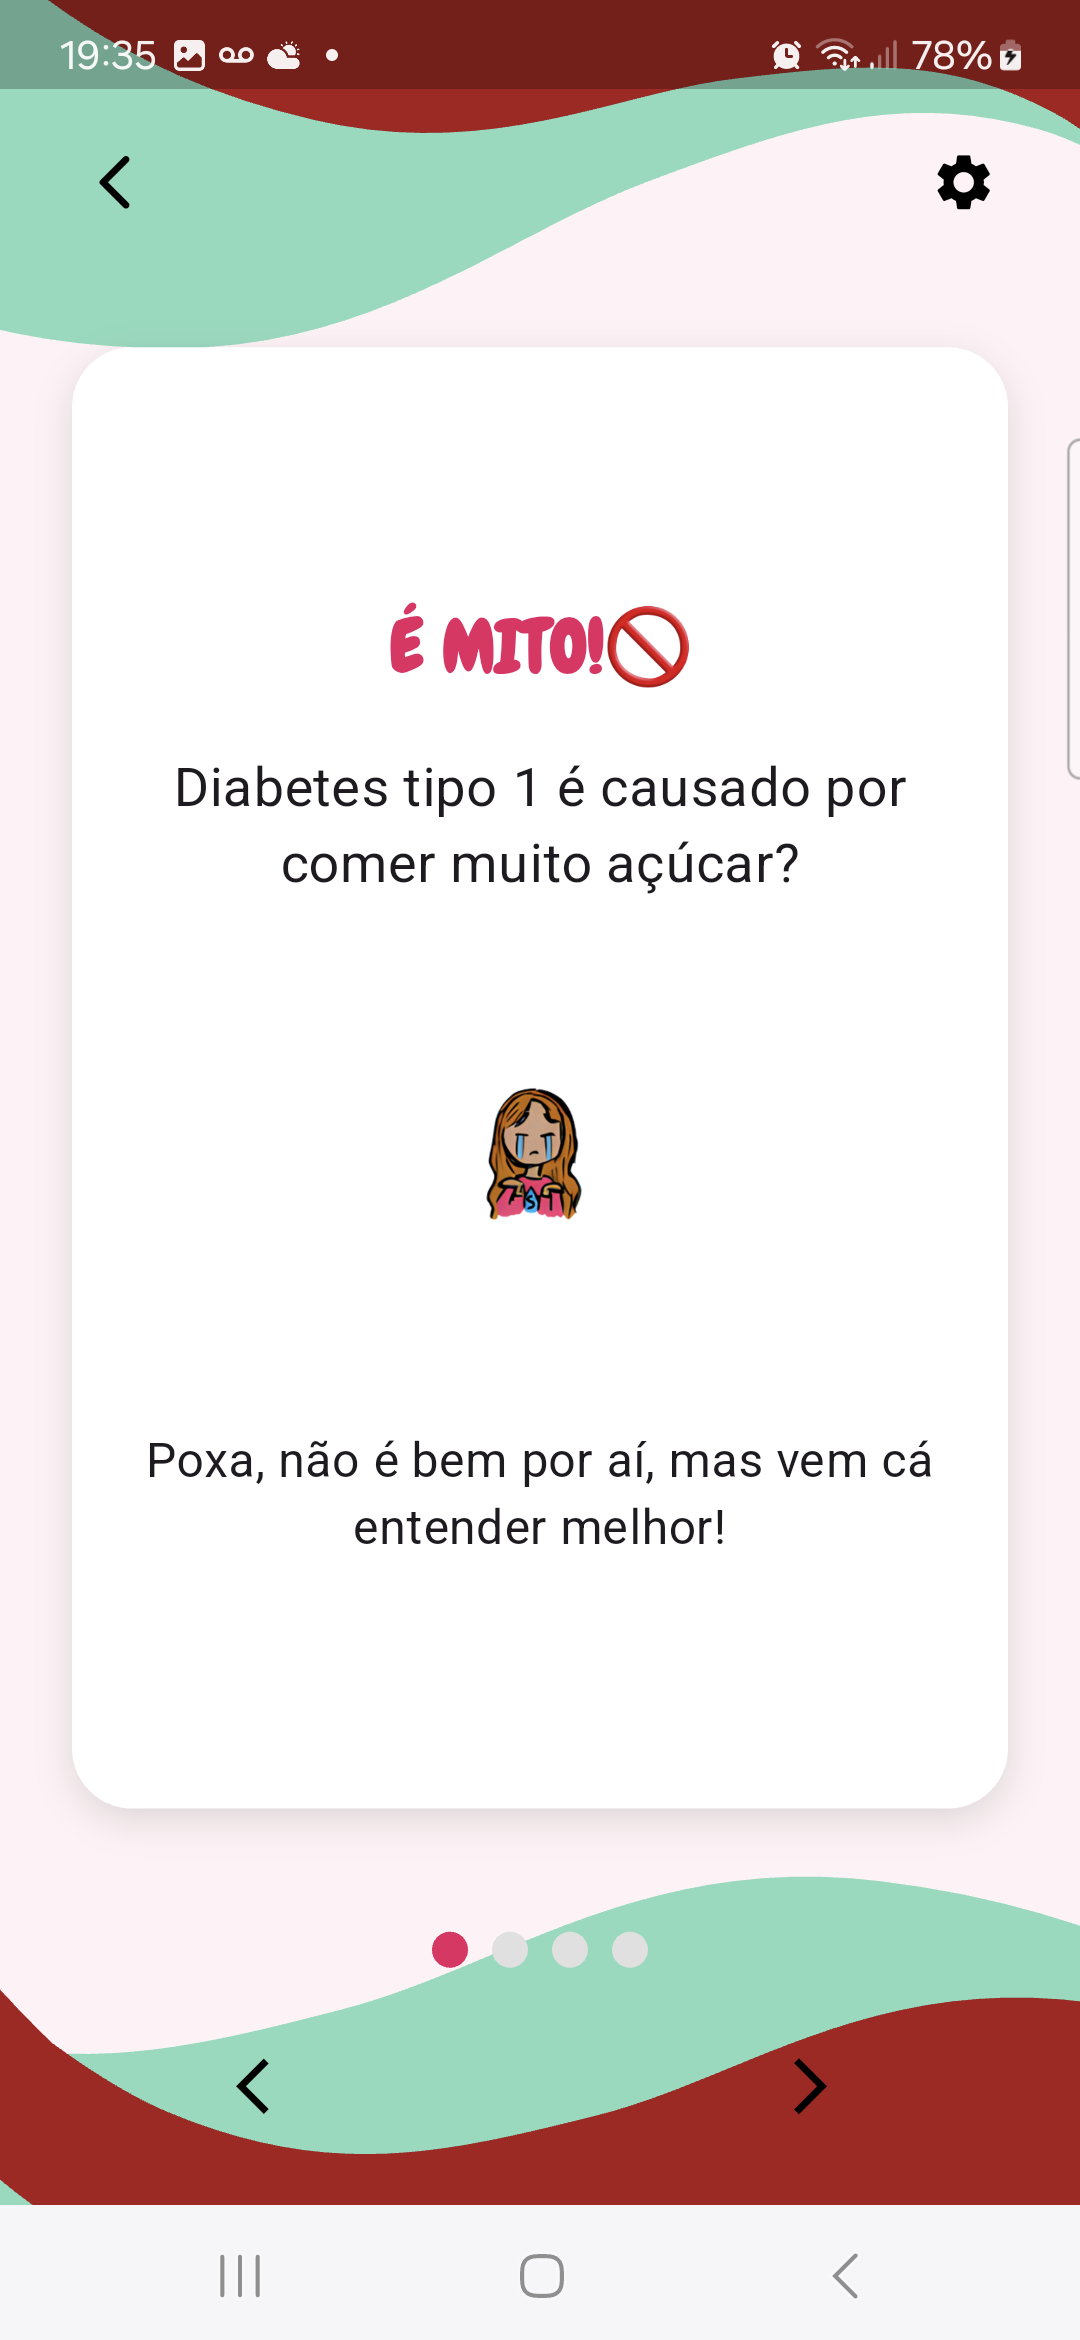 19:35 78%
É MITO!🚫
Diabetes tipo 1 é causado por
comer muito açúcar?
S
Poxa, não é bem por aí, mas vem cá
entender melhor!